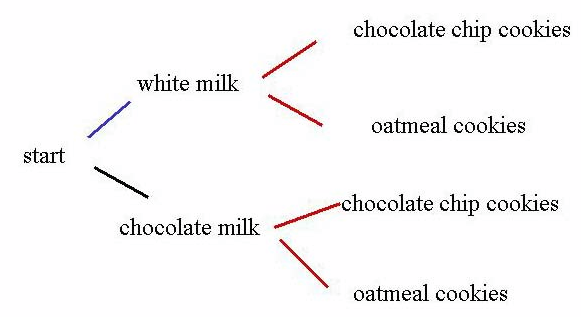 chocolate chip cookies
white milk
oatmeal cookies
start
chocolate chip cookies
chocolate milk
oatmeal cookies